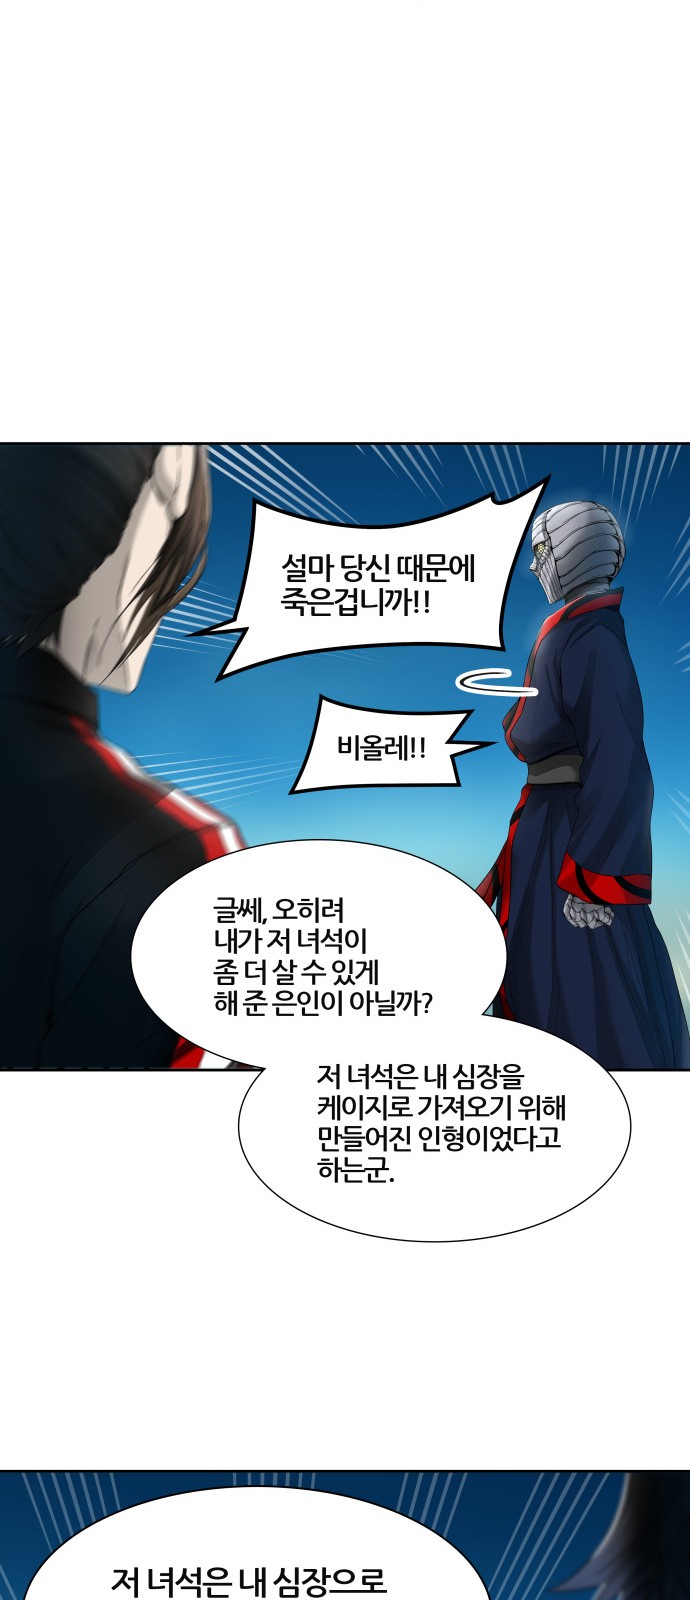 설마 당신 때문에
죽은겁니까!!
비올레!!
글쎄, 오히려
내가 저 녀석이
좀 더 살 수 있게
해 준 은인이 아닐까?
저 녀석은 내 심장을
케이지로 가져오기 위해
만들어진 인형이었다고
하는군.
저 녀석은 내 심장으로